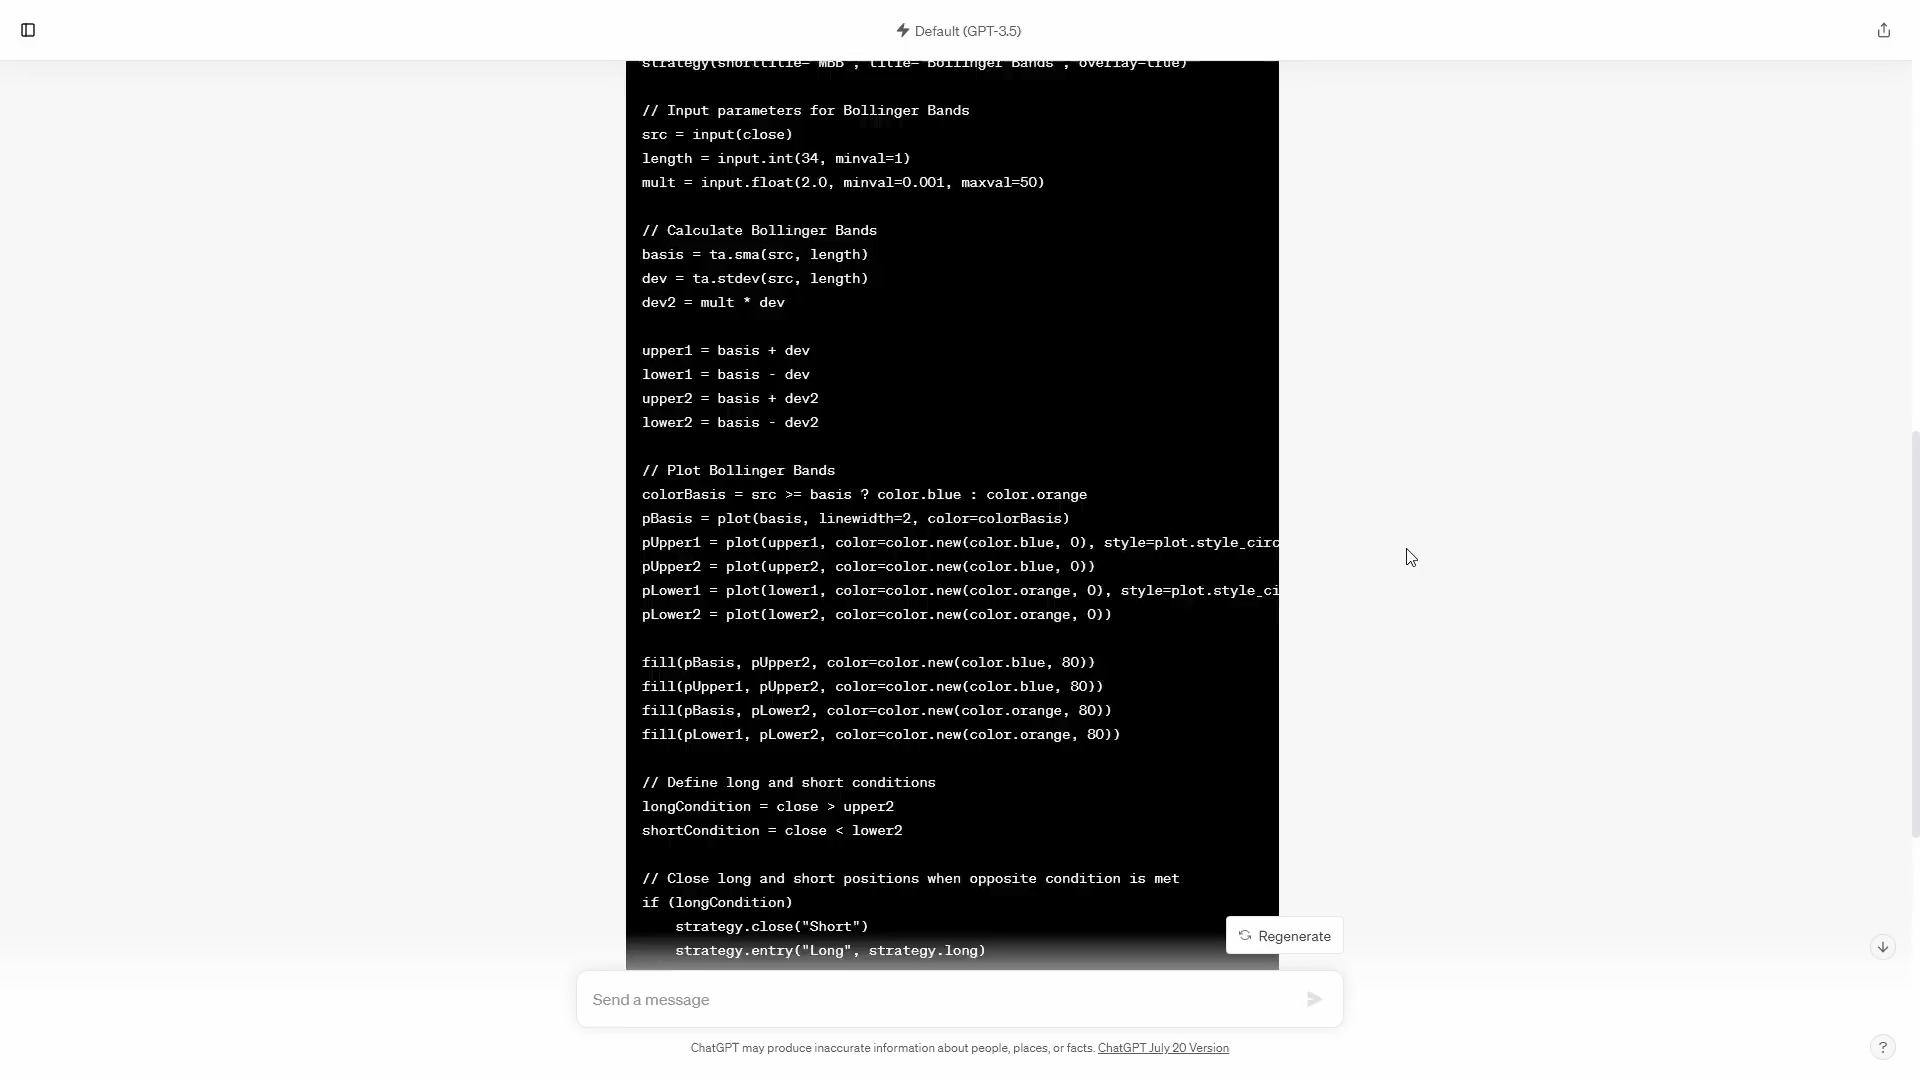 Default (GPT-3.5)
strategy(shorttitle="MBB", title="Bollinger Bands", overlay=true)
// Input parameters for Bollinger Bands
src = input(close)
length = input.int(34, minval=1)
mult = input.float(2.0, minval=0.001, maxval=50)
// Calculate Bollinger Bands
basis = ta.sma(src, length)
dev = ta.stdev(src, length)
dev2 = mult * dev
upper1 = basis + dev
lower1 = basis - dev
upper2 = basis + dev2
lower2 = basis - dev2
// Plot Bollinger Bands
colorBasis = src >= basis ? color.blue : color.orange
pBasis = plot(basis, linewidth=2, color=colorBasis)
pUpper1 = plot(upper1, color=color.new(color.blue, 0), style=plot.style_circ
pUpper2 = plot(upper2, color=color.new(color.blue, 0))
pLower1 = plot(lower1, color=color.new(color.orange, 0), style=plot.style_ci
pLower2 = plot(lower2, color=color.new(color.orange, 0))
fill(pBasis, pUpper2, color=color.new(color.blue, 80))
fill(pUpper1, pUpper2, color=color.new(color.blue, 80))
fill(pBasis, pLower2, color=color.new(color.orange, 80))
fill(pLower1, pLower2, color=color.new(color.orange, 80))
// Define long and short conditions
longCondition = close > upper2
shortCondition = close < lower2
// Close long and short positions when opposite condition is met
if (longCondition)
    strategy.close("Short")
    strategy.entry("Long", strategy.long)
Regenerate
Send a message
ChatGPT may produce inaccurate information about people, places, or facts. ChatGPT July 20 Version
?